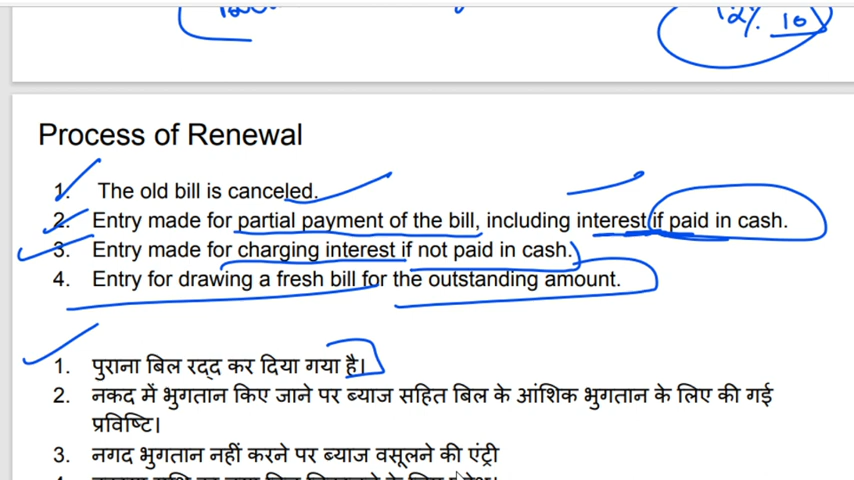 12% 10
Process of Renewal
1. The old bill is canceled.
2. Entry made for partial payment of the bill, including interest if paid in cash.
3. Entry made for charging interest if not paid in cash.
4. Entry for drawing a fresh bill for the outstanding amount.
1. पुराना बिल रद्द कर दिया गया है।
2. नकद में भुगतान किए जाने पर ब्याज सहित बिल के आंशिक भुगतान के लिए की गई
प्रविष्टि।
3. नगद भुगतान नहीं करने पर ब्याज वसूलने की एंट्री